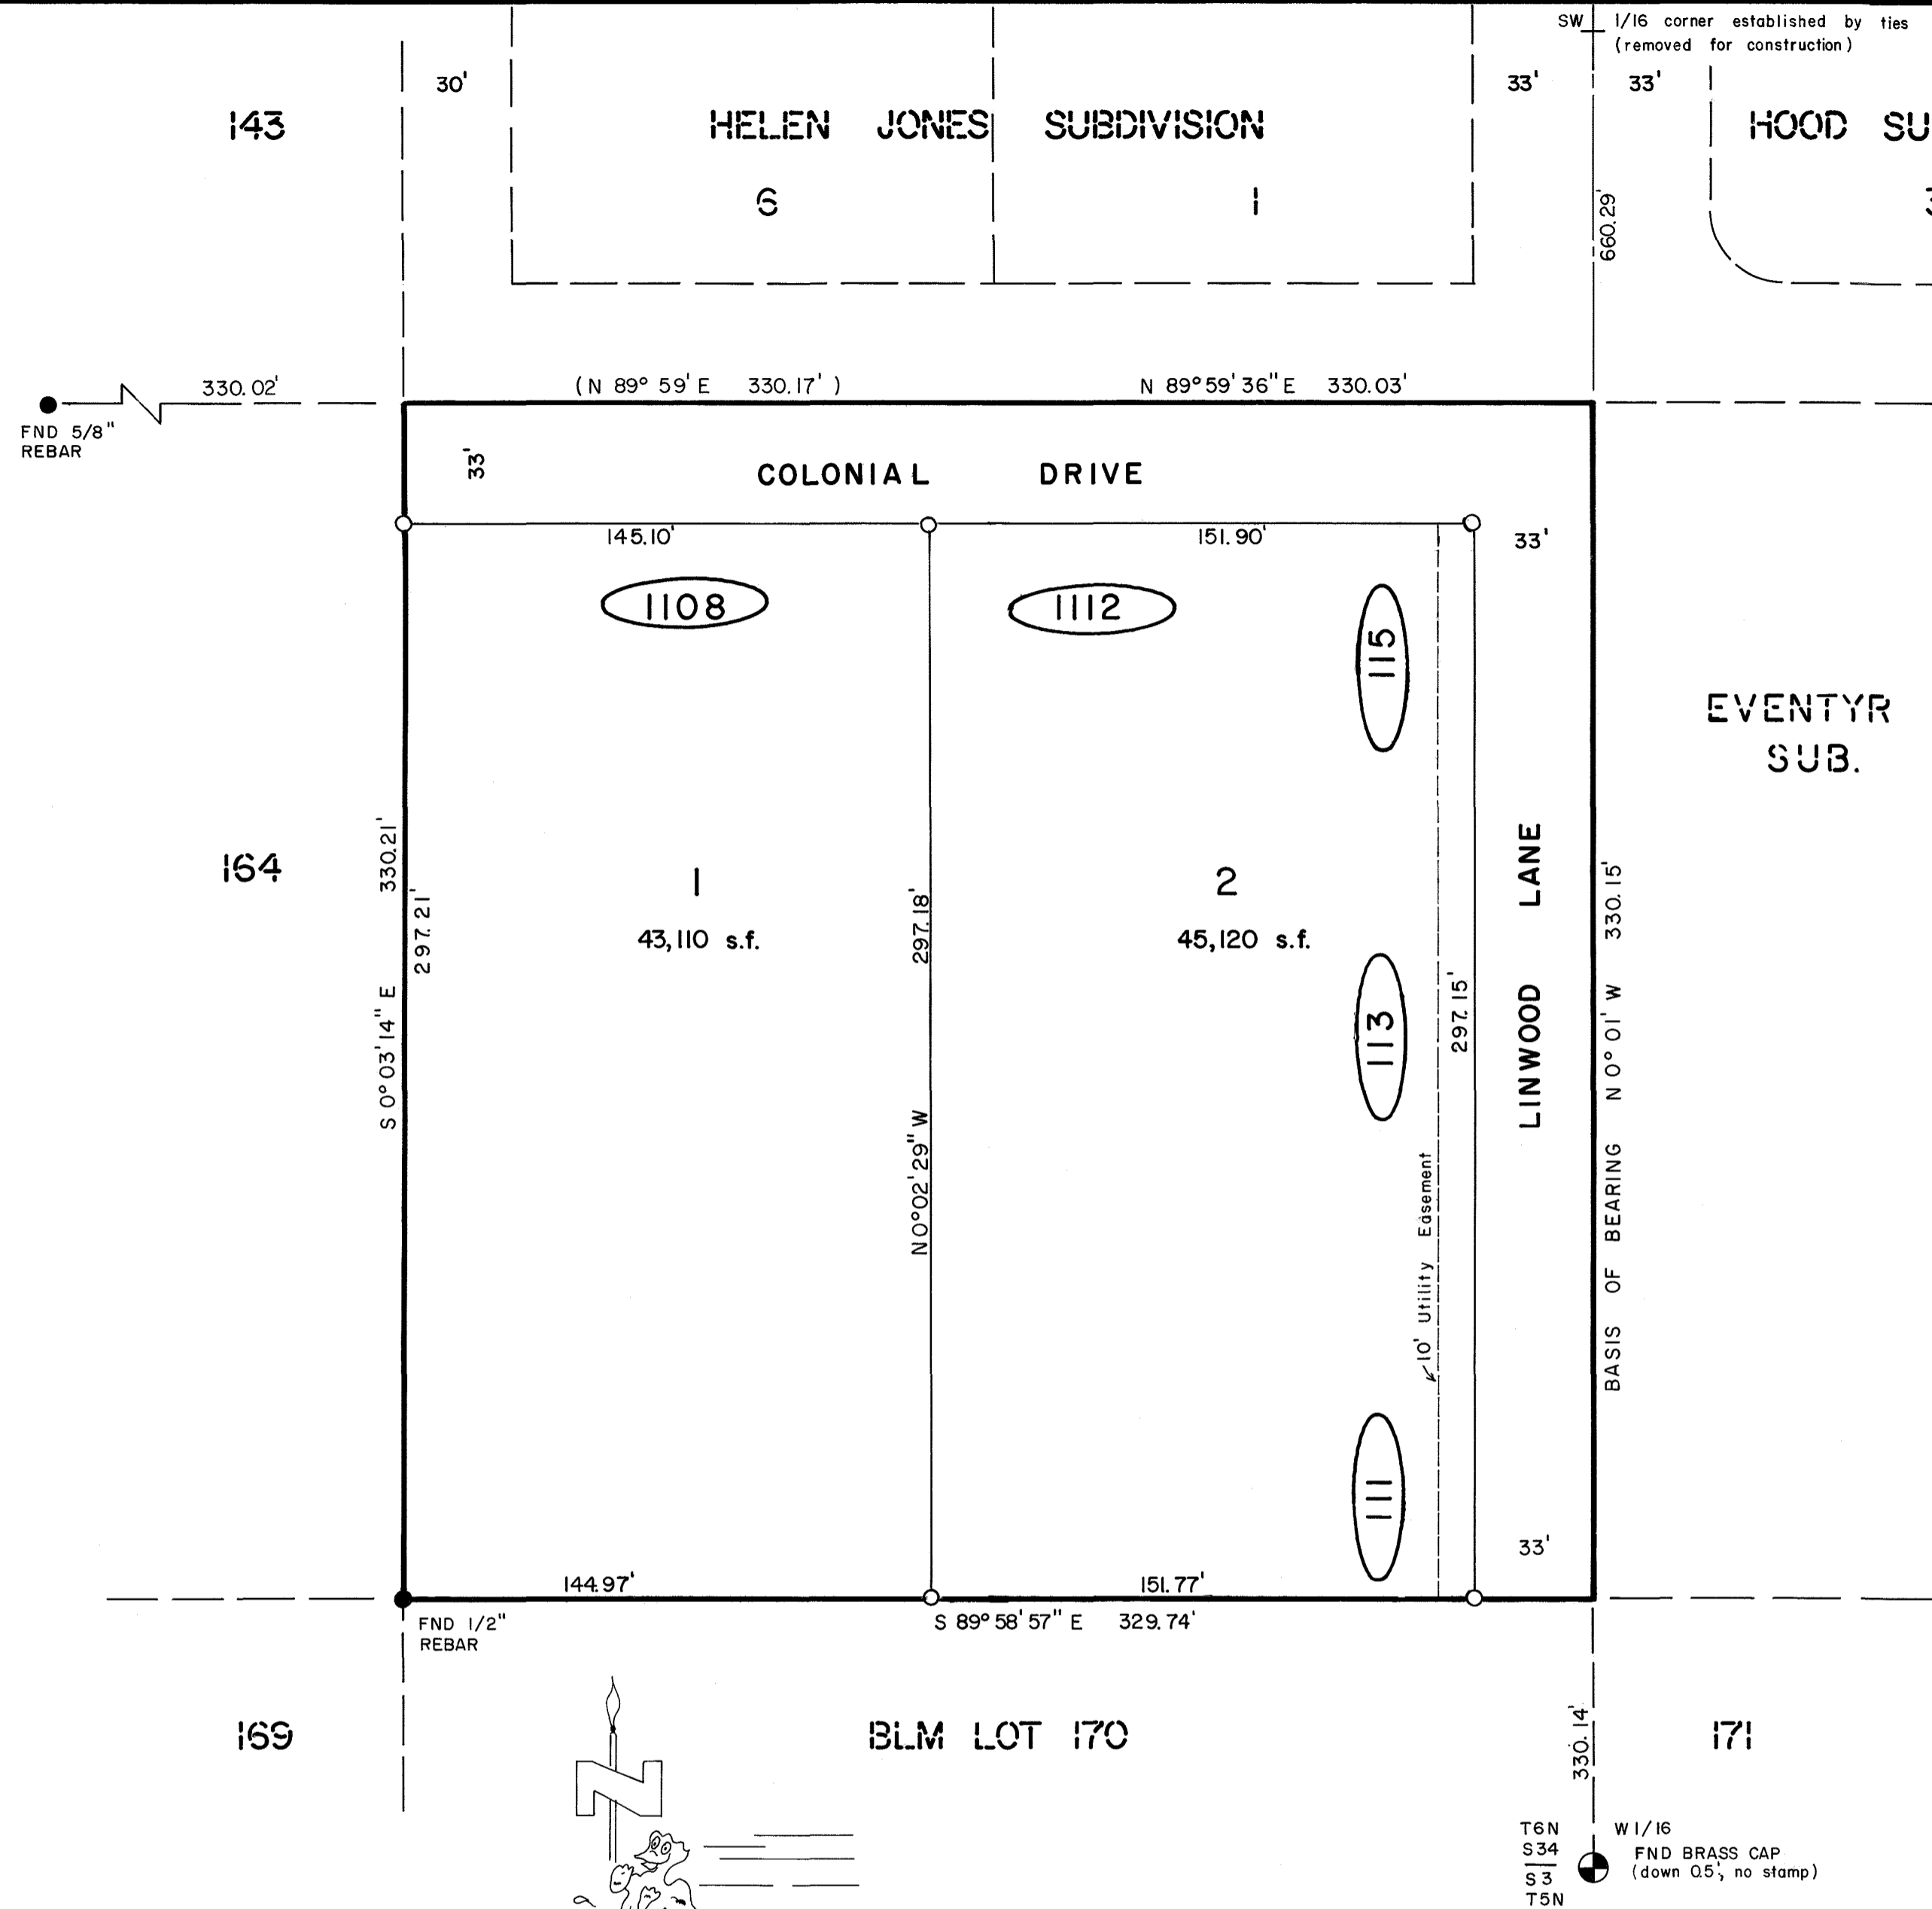 SW 1/16 corner established by ties
(removed for construction)
30'
33'
33'
143
HELEN JONES SUBDIVISION
HOOD SU
6
1
660.29'
330.02'
(N 89° 59' E 330.17')
N 89° 59' 36" E 330.03'
FND 5/8"
REBAR
33'
COLONIAL DRIVE
145.10'
151.90'
33'
1108
1112
115
EVENTYR
SUB.
164
S 0° 03' 14" E 330.21'
297.21'
1
43,110 s.f.
297.18'
N 0° 02' 29" W
2
45,120 s.f.
113
297.15'
LINWOOD LANE
BASIS OF BEARING N 0° 01' W 330.15'
10' Utility Easement
111
33'
144.97'
151.77'
FND 1/2"
REBAR
S 89° 58' 57" E 329.74'
169
BLM LOT 170
171
330.14'
N
T6N
S34
S3
T5N
W 1/16
FND BRASS CAP
(down 0.5', no stamp)